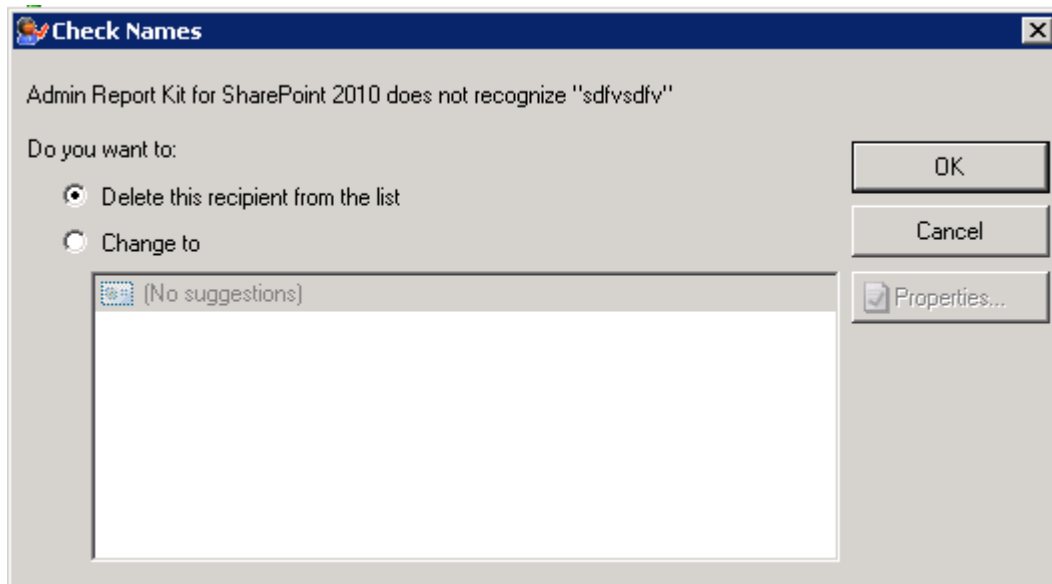 Check Names
Admin Report Kit for SharePoint 2010 does not recognize "sdfvsdfv"
Do you want to:
Delete this recipient from the list
Change to
(No suggestions)
OK
Cancel
Properties...